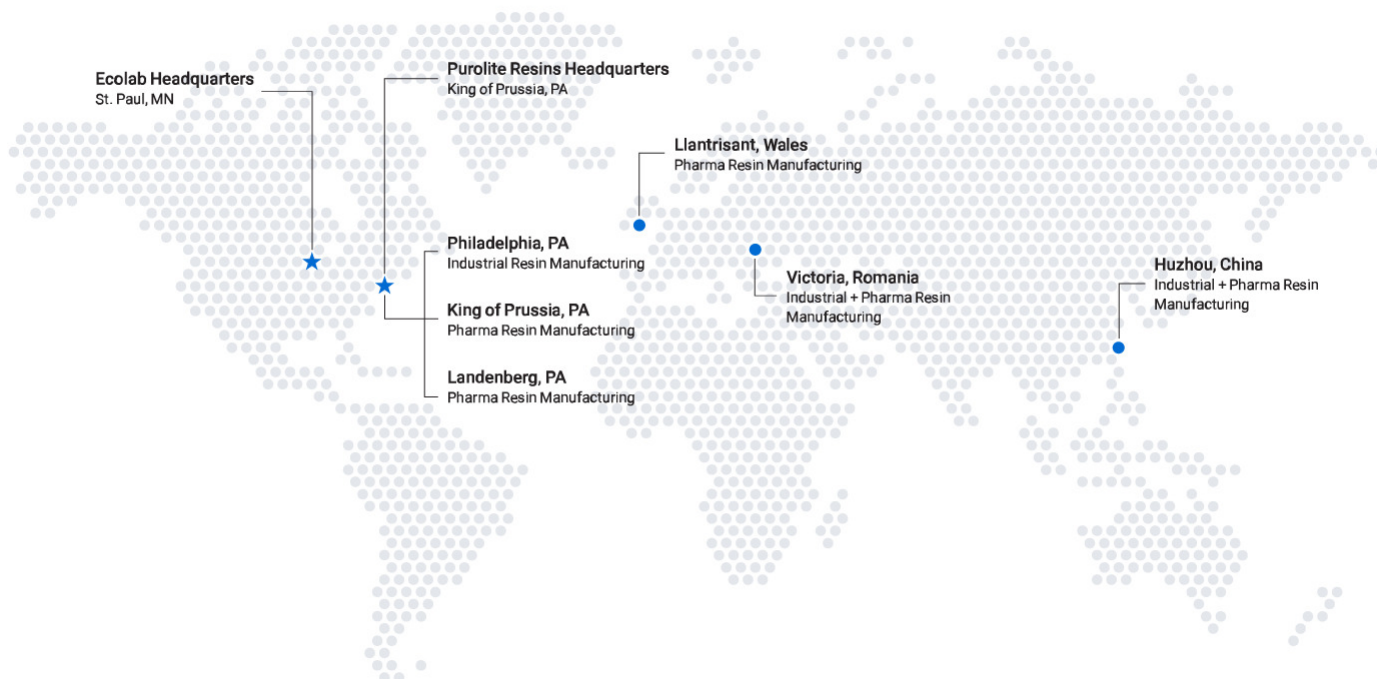 Ecolab Headquarters
St. Paul, MN
Purolite Resins Headquarters
King of Prussia, PA
Llantrisant, Wales
Pharma Resin Manufacturing
Philadelphia, PA
Industrial Resin Manufacturing
King of Prussia, PA
Pharma Resin Manufacturing
Landenberg, PA
Pharma Resin Manufacturing
Victoria, Romania
Industrial + Pharma Resin
Manufacturing
Huzhou, China
Industrial + Pharma Resin
Manufacturing